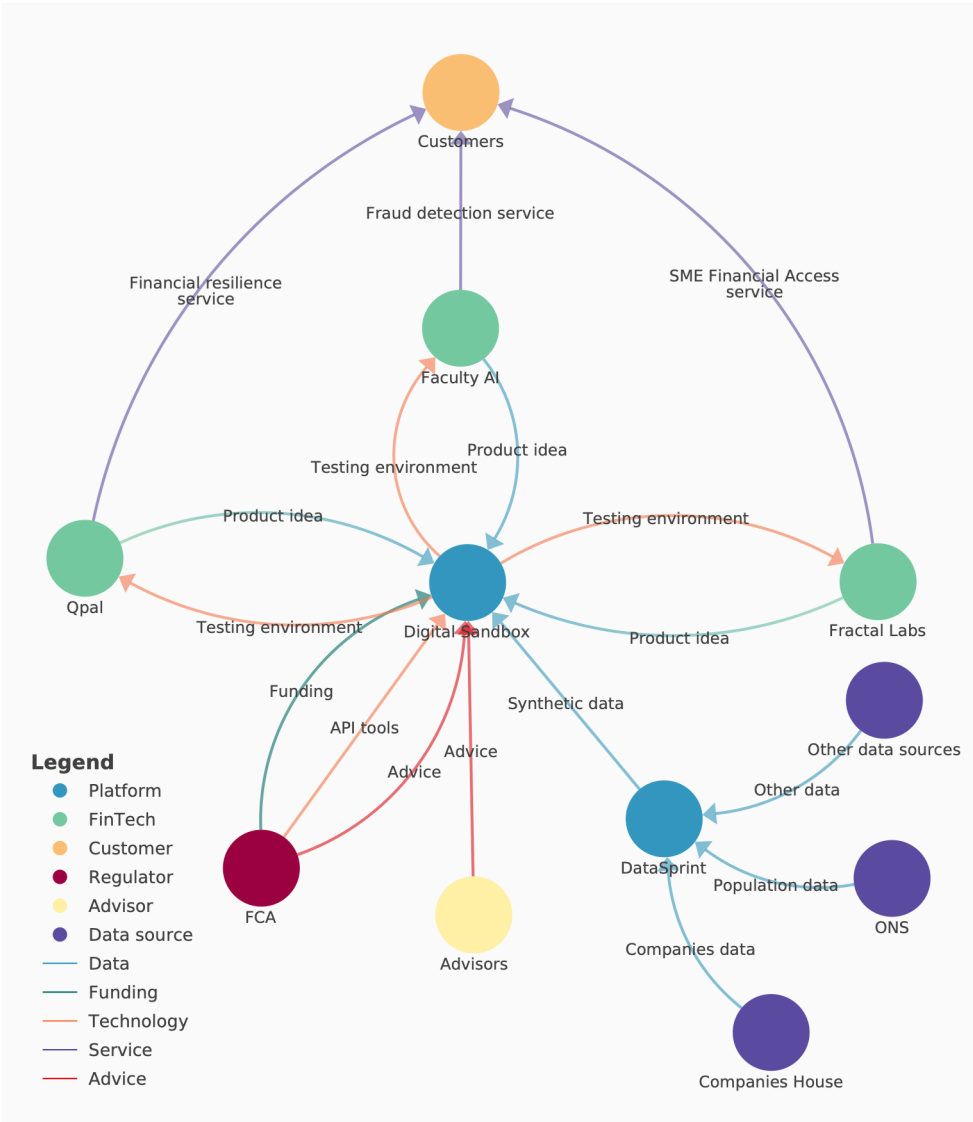 Customers
Fraud detection service
Financial resilience
service
SME Financial Access
service
Faculty AI
Product idea
Testing environment
Product idea
Testing environment
Qpal
Testing environment
Digital Sandbox
Fractal Labs
Product idea
Funding
Synthetic data
API tools
Advice
Advice
Other data sources
Other data
DataSprint
Population data
ONS
FCA
Companies data
Advisors
Companies House
Legend
Platform
FinTech
Customer
Regulator
Advisor
Data source
Data
Funding
Technology
Service
Advice